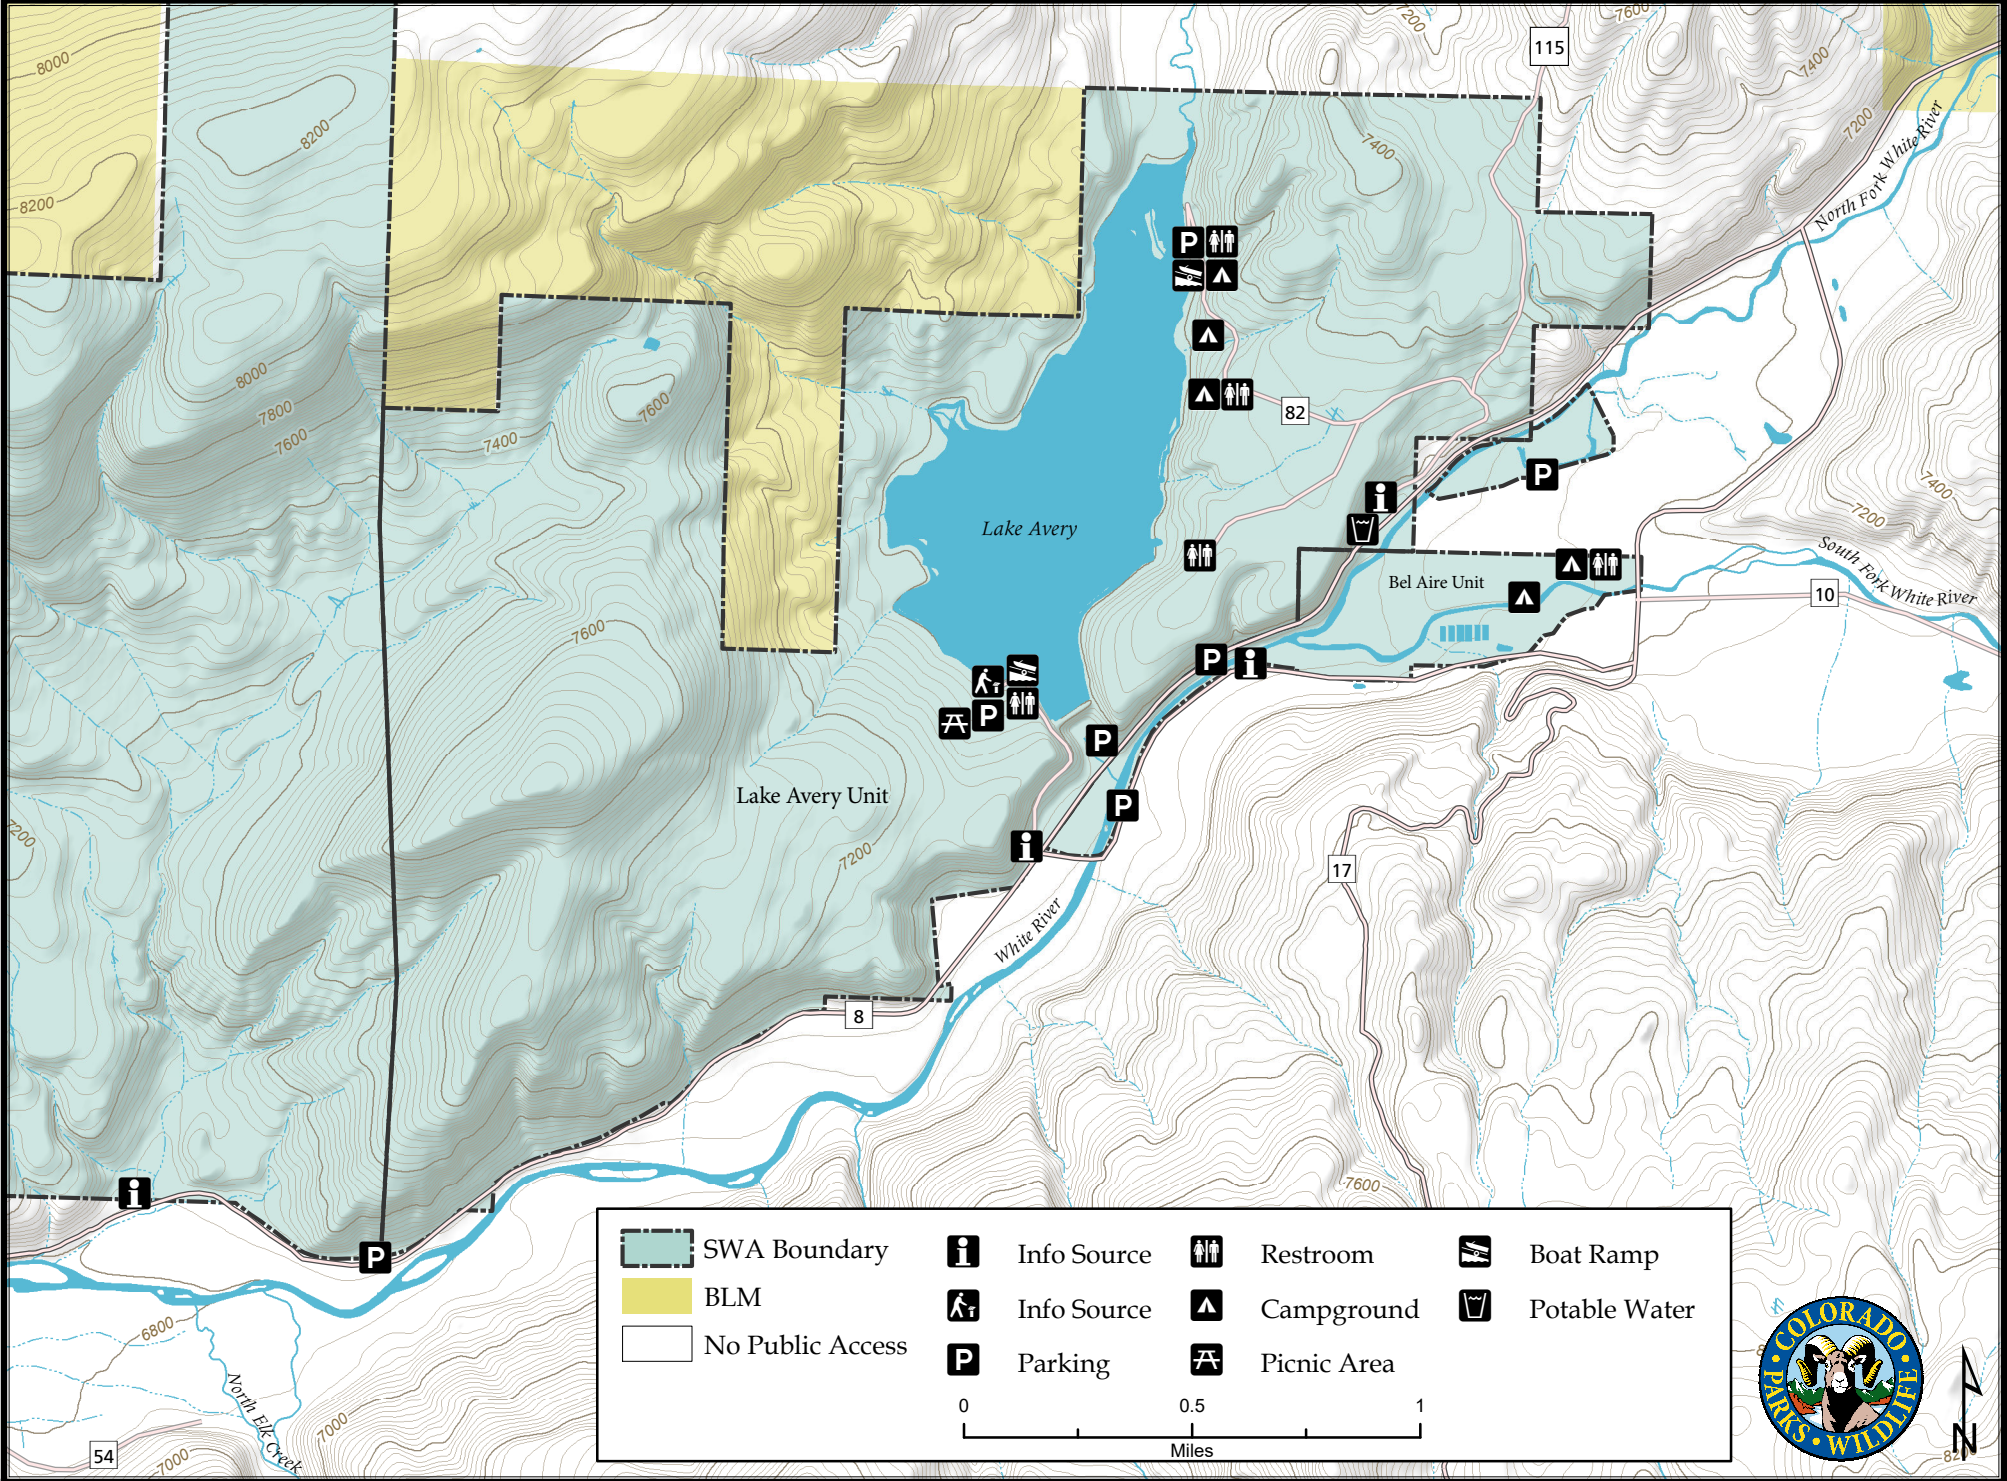 7200
7600
115
8000
7400
8200
7200
North Fork White River
7400
8200
8000
7800
7600
7400
7600
82
Lake Avery
7400
7200
South Fork White River
Bel Aire Unit
10
7600
Lake Avery Unit
7200
7200
17
White River
8
7600
SWA Boundary
BLM
No Public Access
Info Source
Info Source
Parking
Restroom
Campground
Picnic Area
Boat Ramp
Potable Water
0 0.5 1
Miles
6800
North Elk Creek
7000
54
7000
COLORADO
PARKS • WILDLIFE
N
P
P
P
P
P
P
P
i
i
i
i
i
P